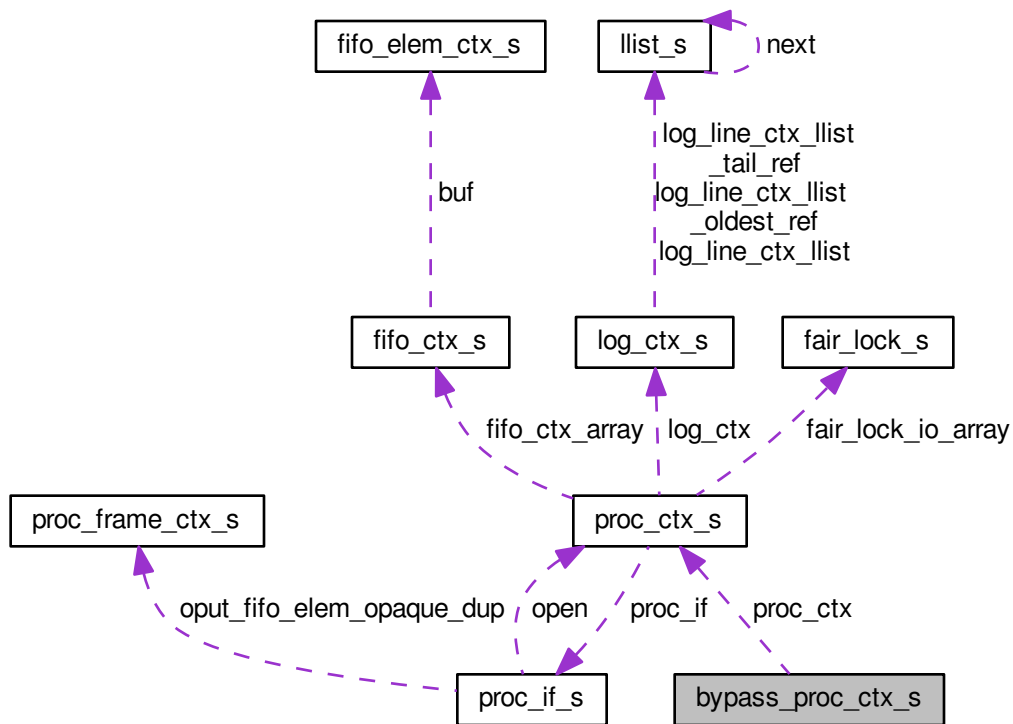 fifo_elem_ctx_s
llist_s
next
log_line_ctx_llist
_tail_ref
buf
log_line_ctx_llist
_oldest_ref
log_line_ctx_llist
fifo_ctx_s
log_ctx_s
fair_lock_s
fifo_ctx_array
log_ctx
fair_lock_io_array
proc_frame_ctx_s
proc_ctx_s
oput_fifo_elem_opaque_dup
open
proc_if
proc_ctx
proc_if_s
bypass_proc_ctx_s